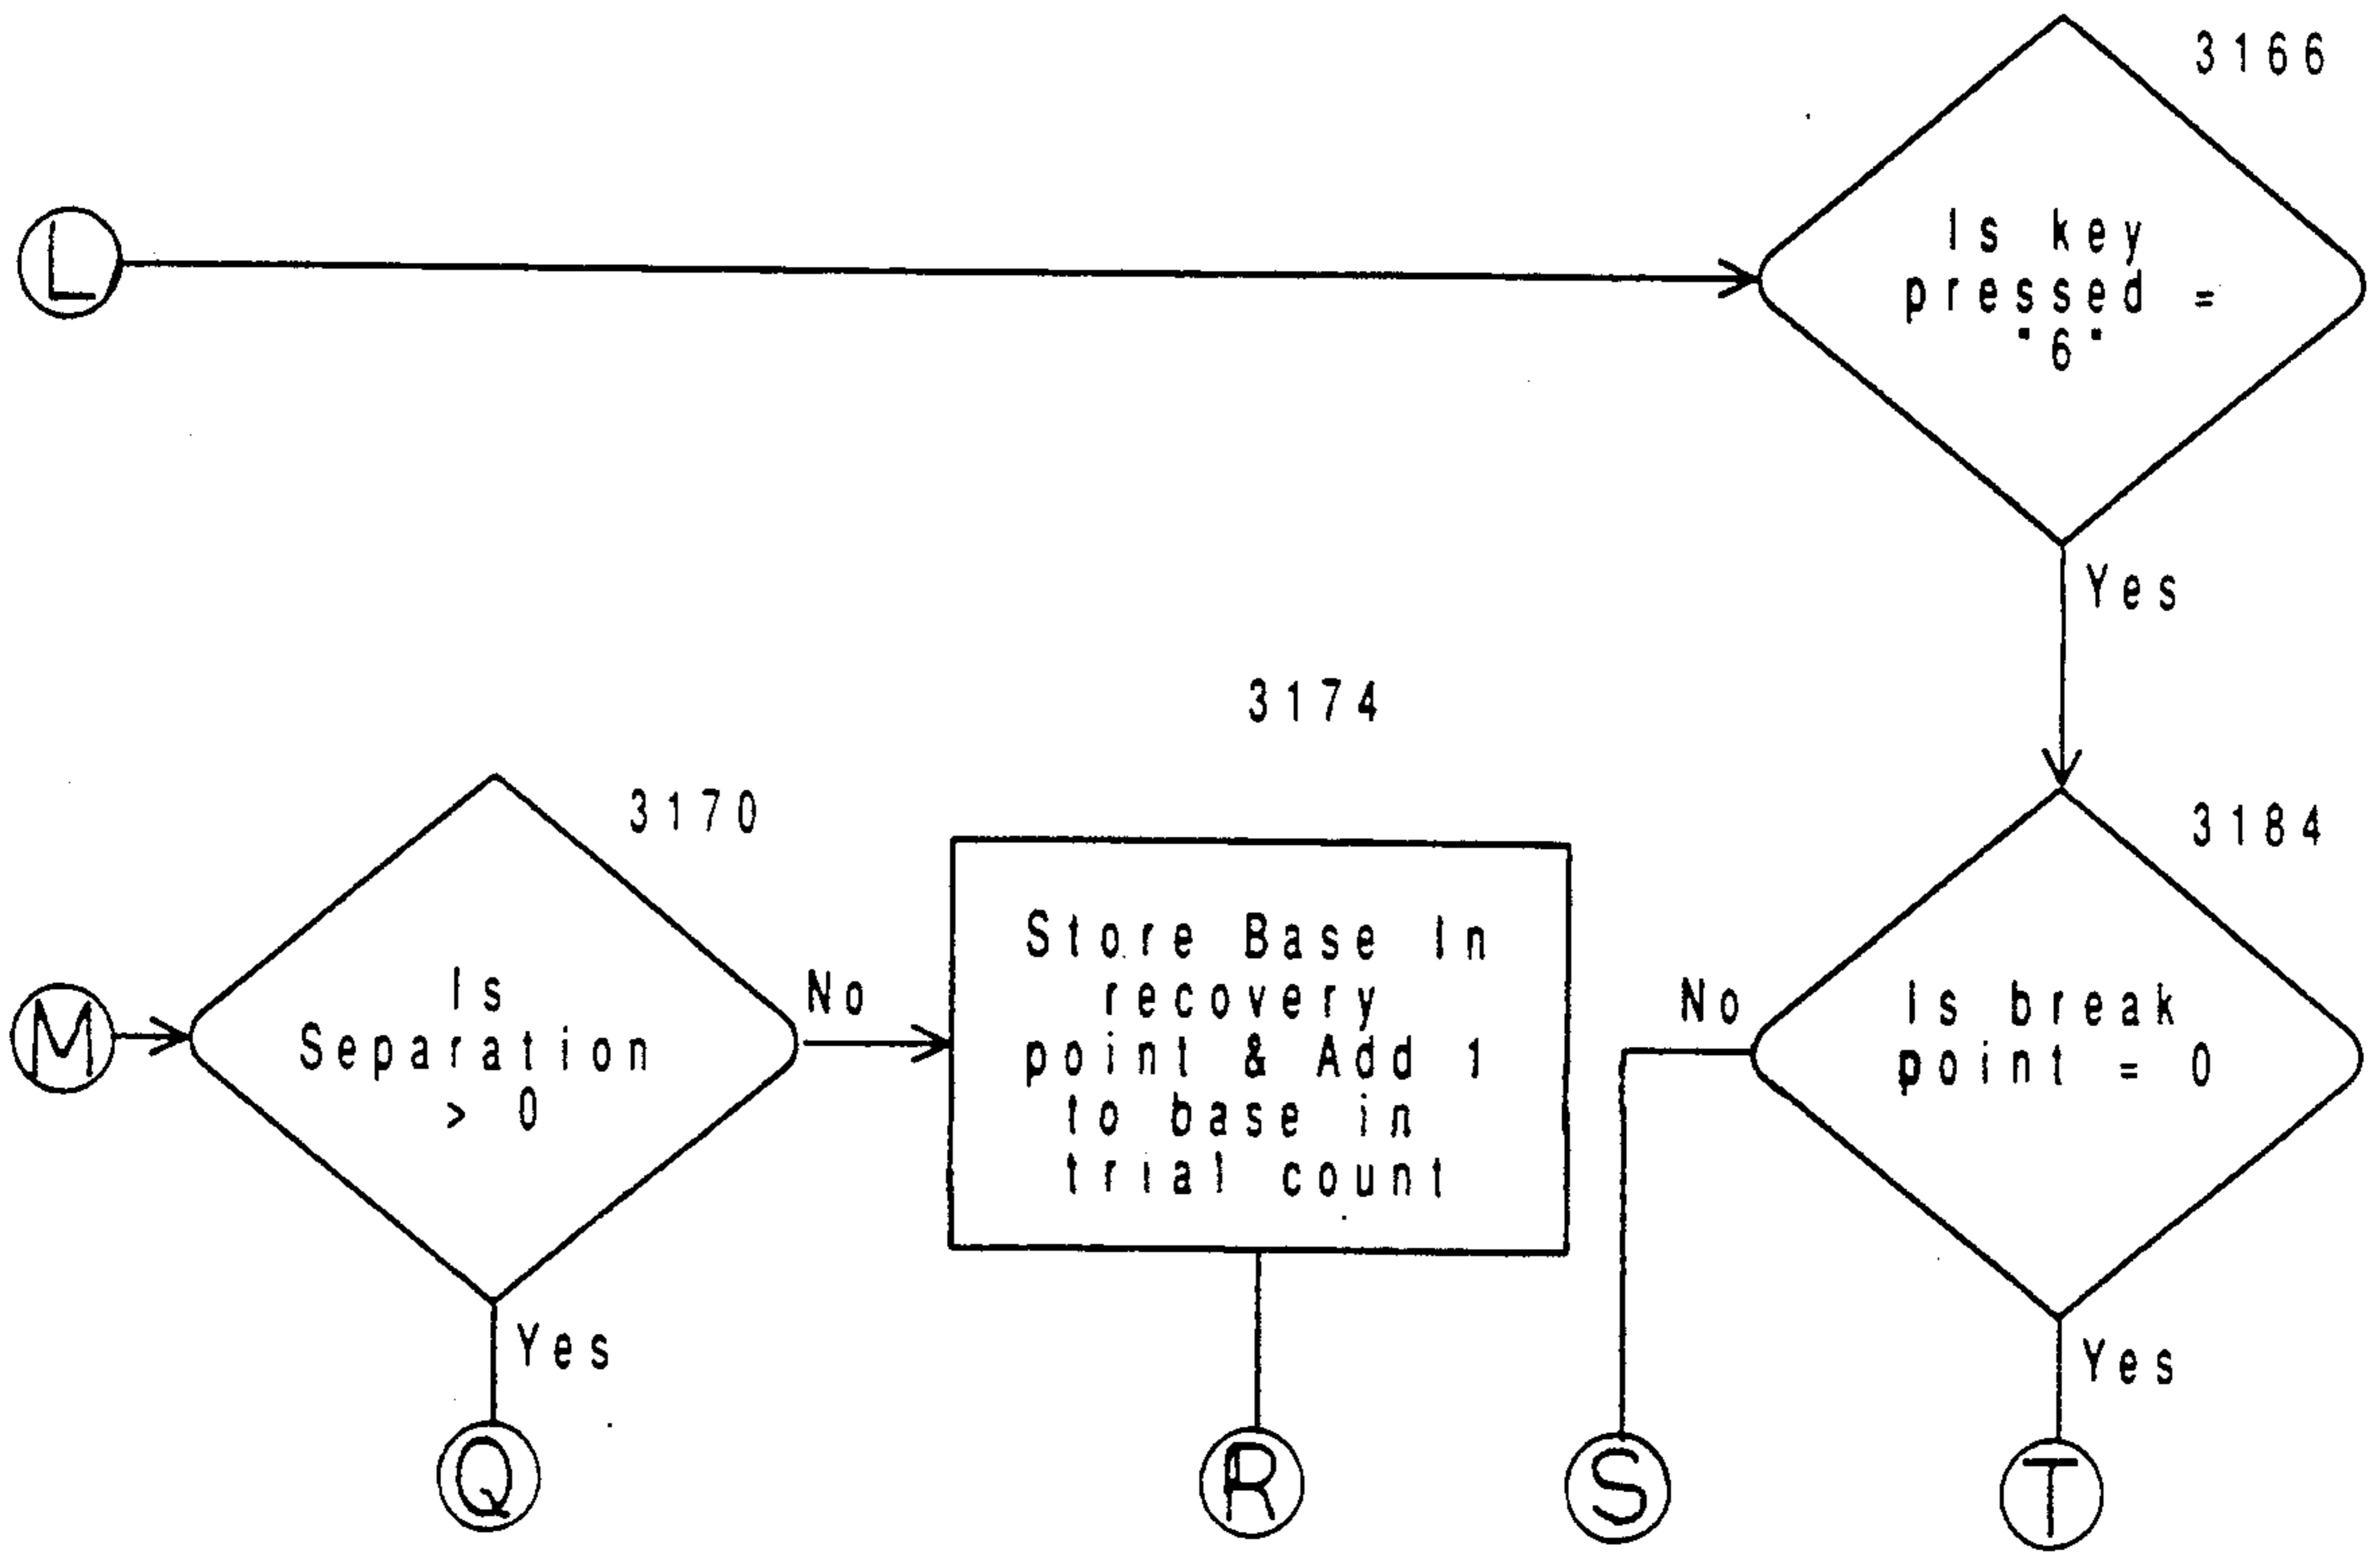 3166
L
Is key
pressed =
"6"
Yes
3174
3170
3184
M
Is
Separation
> 0
No
Store Base In
recovery
point & Add 1
to base in
trial count
No
Is break
point = 0
Yes
Yes
Q
R
S
T